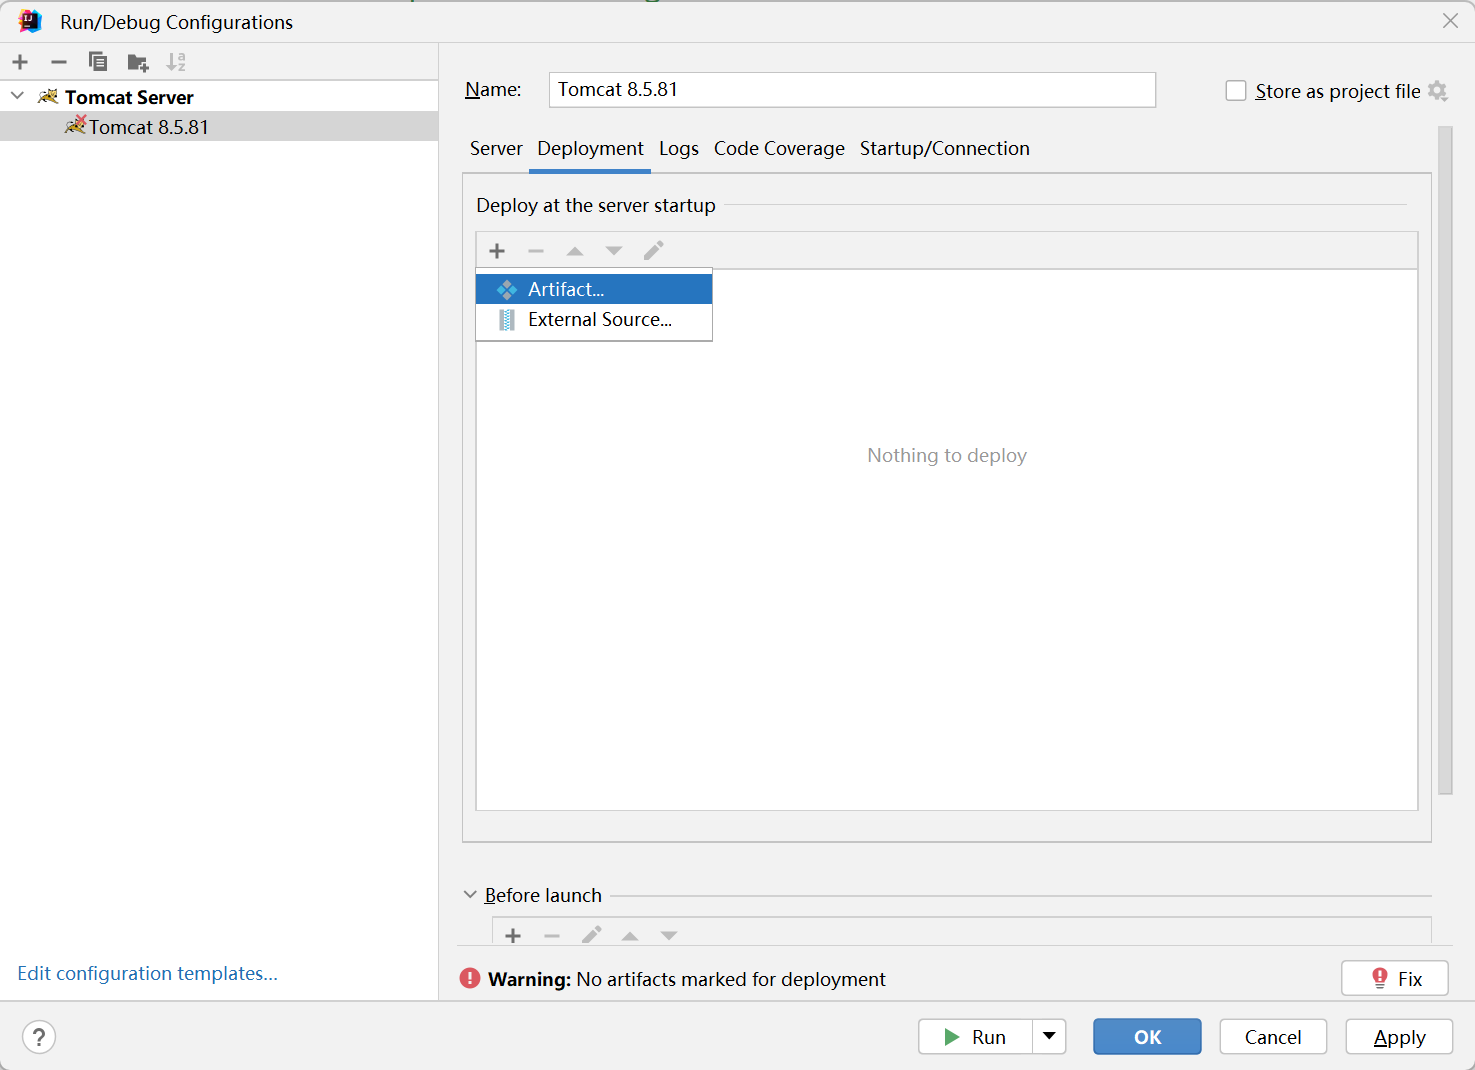 Run/Debug Configurations
Tomcat Server
Tomcat 8.5.81
Name: Tomcat 8.5.81 Store as project file
Server Deployment Logs Code Coverage Startup/Connection
Deploy at the server startup
Artifact...
External Source...
Nothing to deploy
Before launch
Edit configuration templates...
Warning: No artifacts marked for deployment
Fix
?
Run OK Cancel Apply